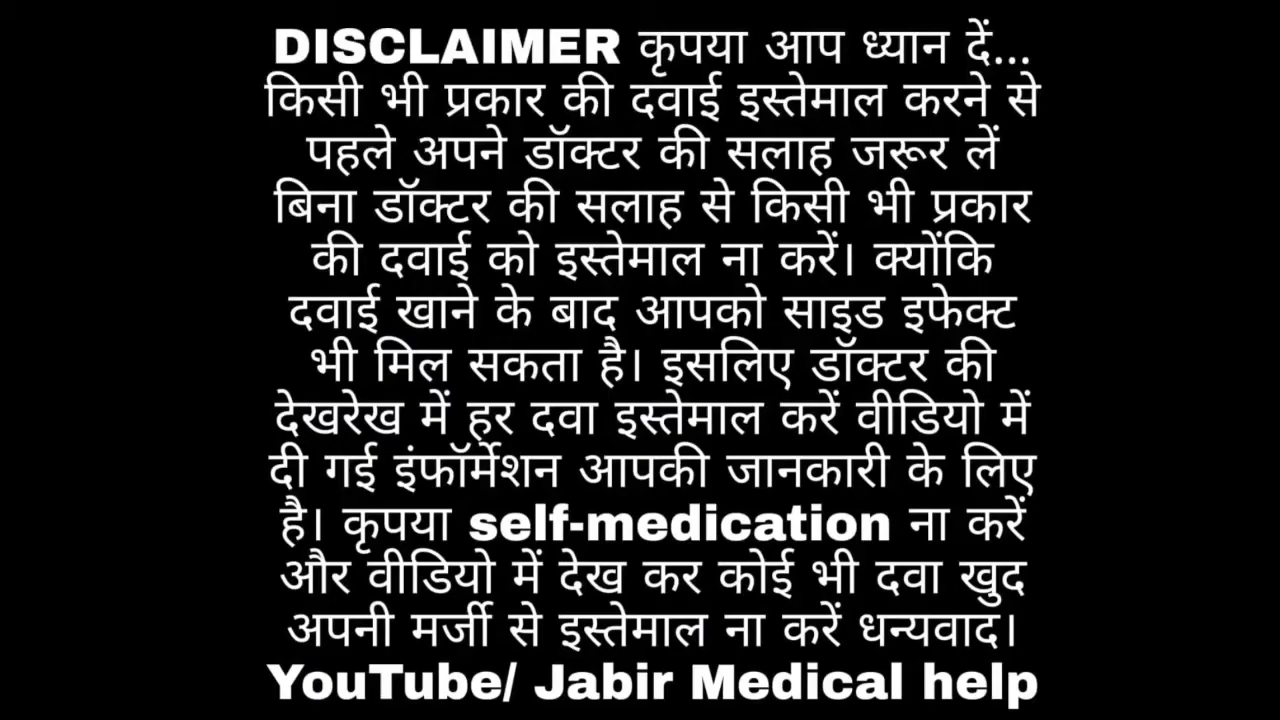 DISCLAIMER कृपया आप ध्यान दें...
किसी भी प्रकार की दवाई इस्तेमाल करने से
पहले अपने डॉक्टर की सलाह जरूर लें
बिना डॉक्टर की सलाह से किसी भी प्रकार
की दवाई को इस्तेमाल ना करें। क्योंकि
दवाई खाने के बाद आपको साइड इफेक्ट
भी मिल सकता है। इसलिए डॉक्टर की
देखरेख में हर दवा इस्तेमाल करें वीडियो में
दी गई इंफॉर्मेशन आपकी जानकारी के लिए
है। कृपया self-medication ना करें
और वीडियो में देख कर कोई भी दवा खुद
अपनी मर्जी से इस्तेमाल ना करें धन्यवाद।
YouTube/ Jabir Medical help